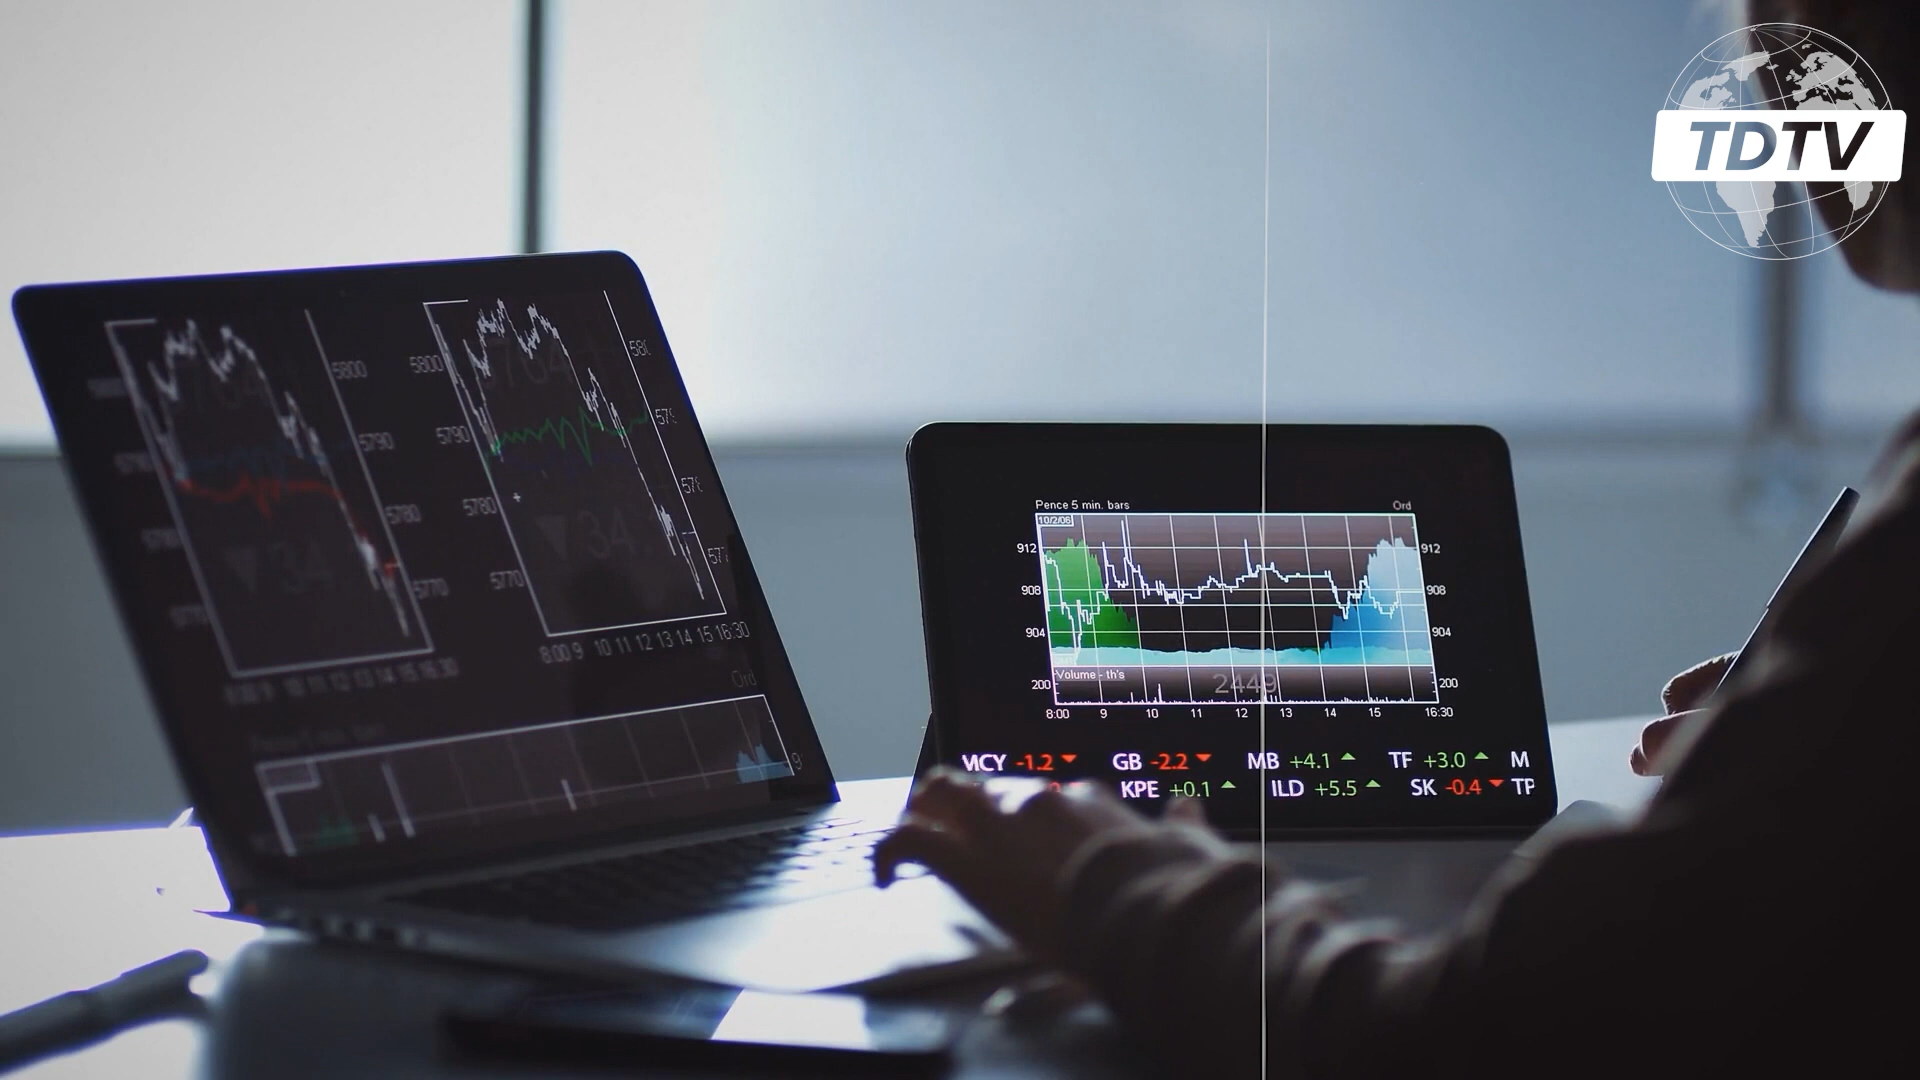 TDTV
5800
5790
5780
5770
5800
5790
5780
5770
8:00 9 10 11 12 13 14 15 16:30
Ord
Pence 5 min. bars
Ord
10/2/06
912
908
904
912
908
904
Volume - th's
2449
200
200
8:00 9 10 11 12 13 14 15 16:30
MCY -1.2 ▼ GB -2.2 ▼ MB +4.1 ▲ TF +3.0 ▲ M
KPE +0.1 ▲ ILD +5.5 ▲ SK -0.4 ▼ TP